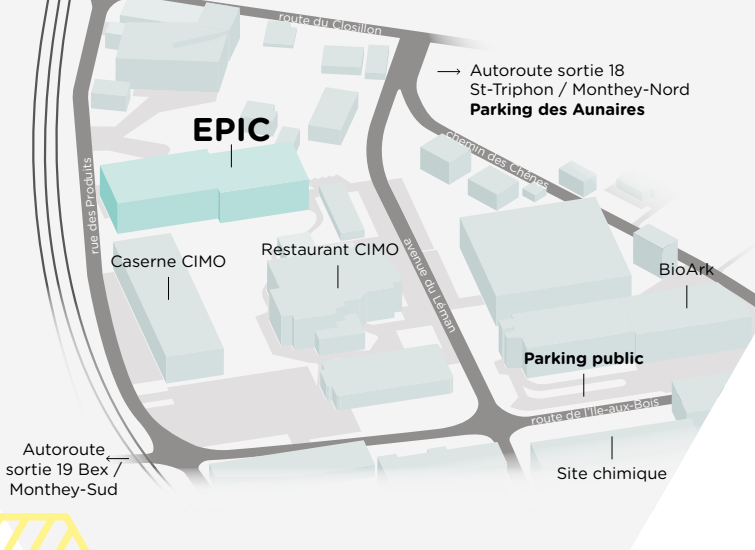 route du Closillon
Autoroute sortie 18
St-Triphon / Monthey-Nord
Parking des Aunaires
EPIC
chemin des Chênes
rue des Produits
Caserne CIMO
Restaurant CIMO
avenue du Léman
BioArk
Parking public
route de l'Ile-aux-Bois
Autoroute
sortie 19 Bex /
Monthey-Sud
Site chimique